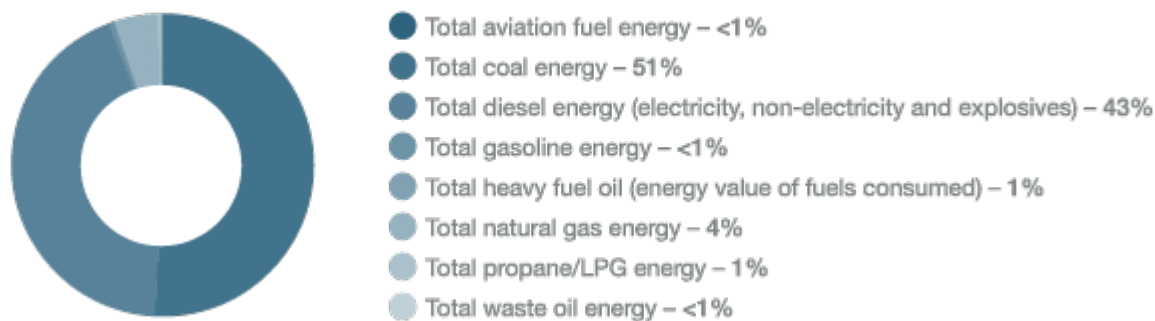 Total aviation fuel energy – <1%
Total coal energy – 51%
Total diesel energy (electricity, non-electricity and explosives) – 43%
Total gasoline energy – <1%
Total heavy fuel oil (energy value of fuels consumed) – 1%
Total natural gas energy – 4%
Total propane/LPG energy – 1%
Total waste oil energy – <1%